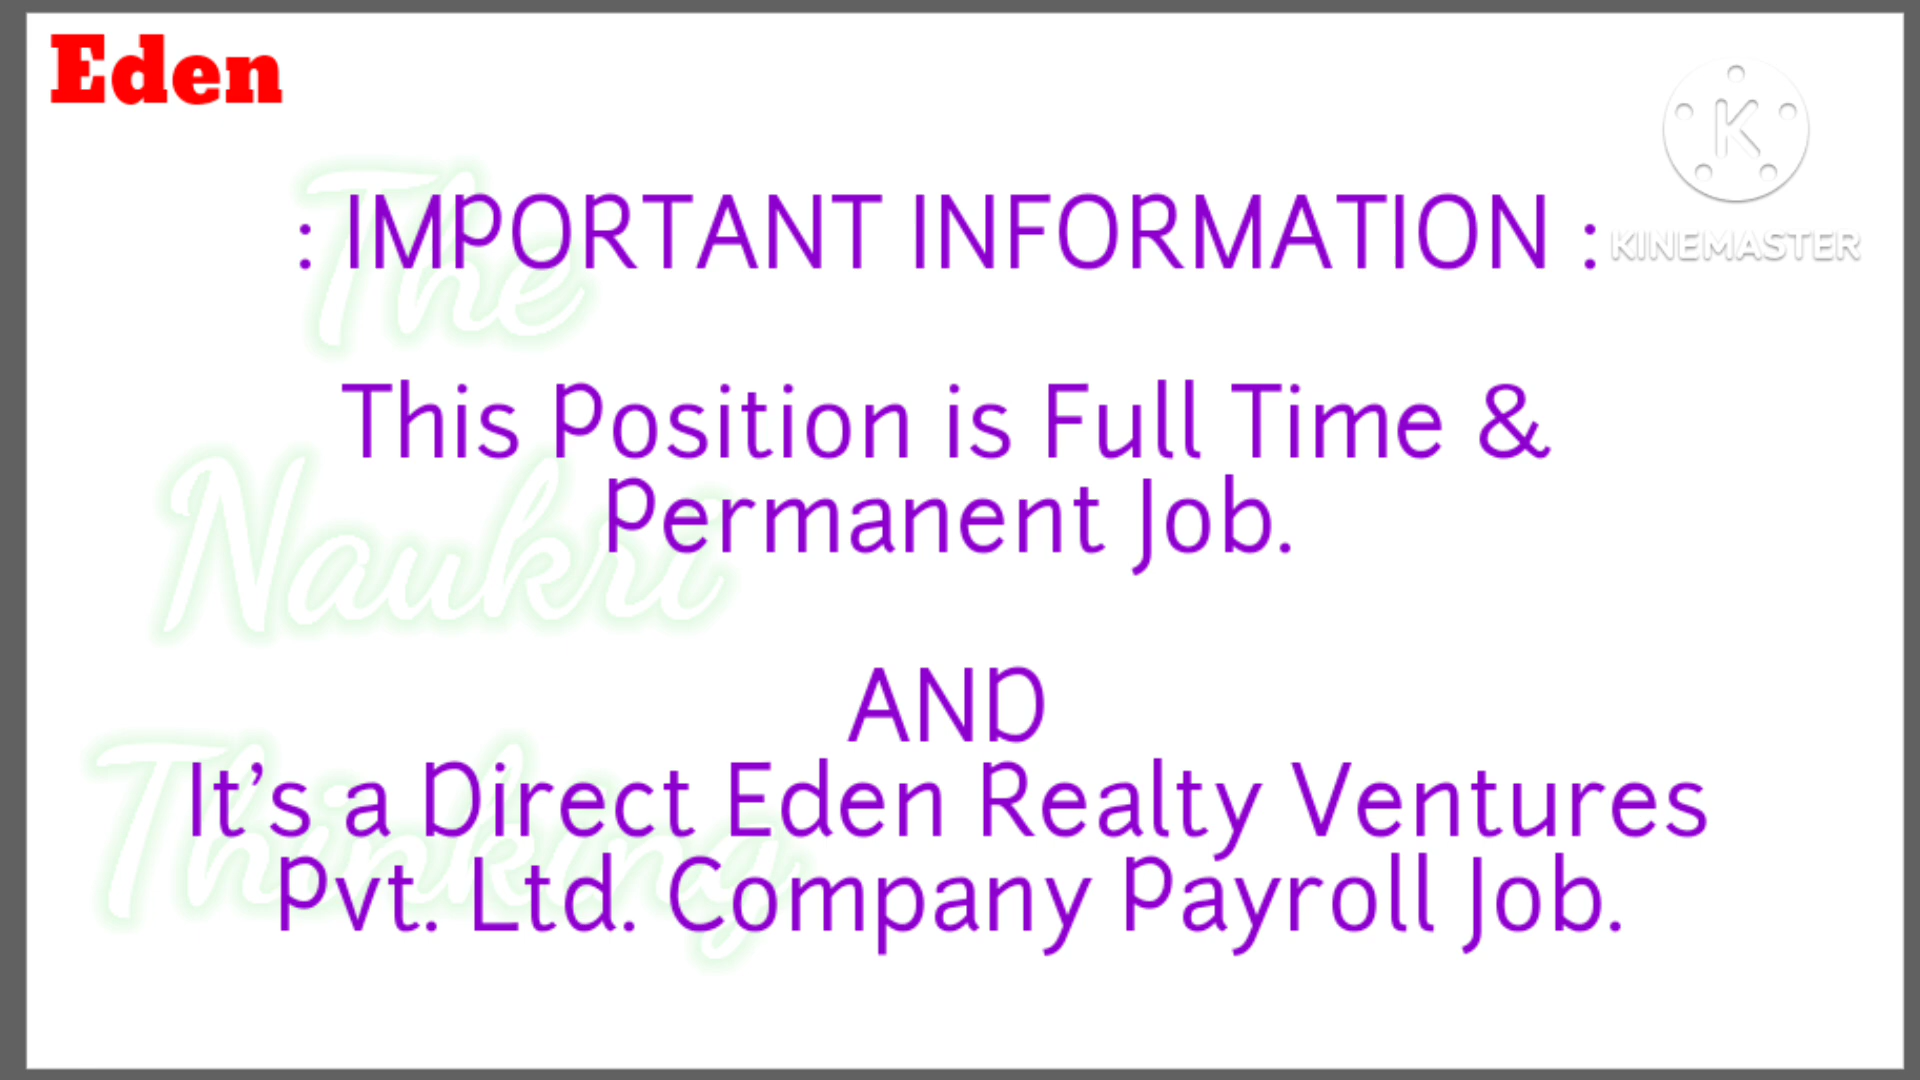 Eden
K
KINEMASTER
: IMPORTANT INFORMATION :
This Position is Full Time &
Permanent Job.
AND
It's a Direct Eden Realty Ventures
Pvt. Ltd. Company Payroll Job.
The
Naukri
Thinking